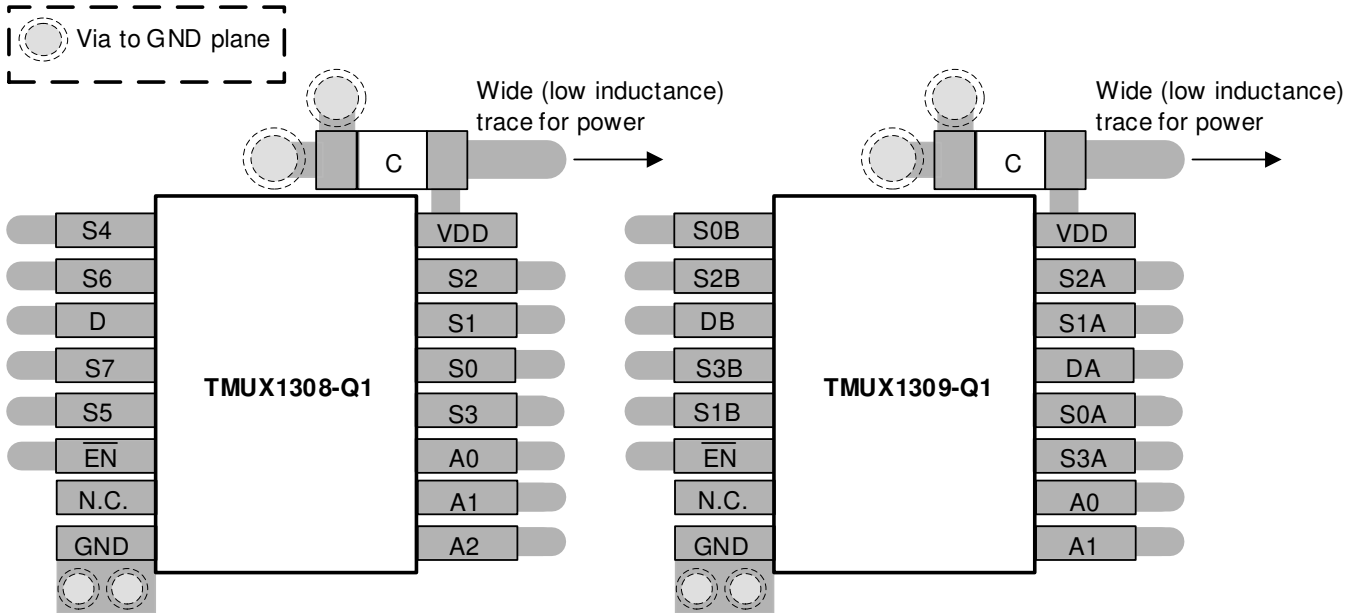 Via to GND plane
Wide (low inductance)
trace for power
C
S4
S6
D
S7
S5
EN
N.C.
GND
TMUX1308-Q1
VDD
S2
S1
S0
S3
A0
A1
A2
Wide (low inductance)
trace for power
C
S0B
S2B
DB
S3B
S1B
EN
N.C.
GND
TMUX1309-Q1
VDD
S2A
S1A
DA
S0A
S3A
A0
A1